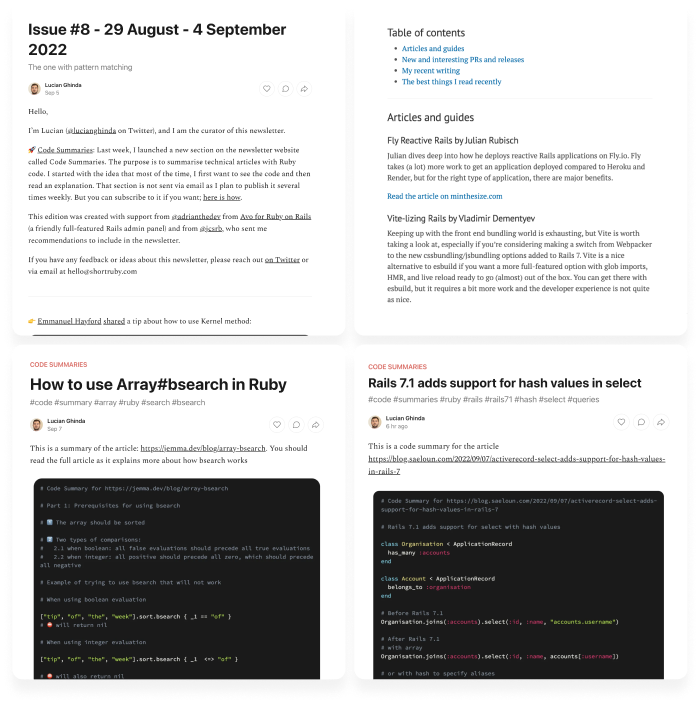 Issue #8 - 29 August - 4 September
2022
The one with pattern matching
Lucian Ghinda
Sep 5
Hello,
I'm Lucian (@lucianghinda on Twitter), and I am the curator of this newsletter.
🚀 Code Summaries: Last week, I launched a new section on the newsletter website
called Code Summaries. The purpose is to summarise technical articles with Ruby
code. I started with the idea that most of the time, I first want to see the code and then
read an explanation. That section is not sent via email as I plan to publish it several
times weekly. But you can subscribe to it if you want; here is how.
This edition was created with support from @adrianthedev from Avo for Ruby on Rails
(a friendly full-featured Rails admin panel) and from @jcsrb, who sent me
recommendations to include in the newsletter.
If you have any feedback or ideas about this newsletter, please reach out on Twitter or
via email at hello@shortruby.com
👉 Emmanuel Hayford shared a tip about how to use Kernel method:
Table of contents
• Articles and guides
• New and interesting PRs and releases
• My recent writing
• The best things I read recently
Articles and guides
Fly Reactive Rails by Julian Rubisch
Julian dives deep into how he deploys reactive Rails applications on Fly.io. Fly
takes (a lot) more work to get an application deployed compared to Heroku and
Render, but for the right type of application, there are major benefits.
Read the article on minthesize.com
Vite-lizing Rails by Vladimir Dementyev
Keeping up with the front end bundling world is exhausting, but Vite is worth
taking a look at, especially if you're considering making a switch from Webpacker
to the new cssbundling/jsbundling options added to Rails 7. Vite is a nice
alternative to esbuild if you want a more full-featured option with glob imports,
HMR, and live reload ready to go (almost) out of the box. You can get there with
esbuild, but it requires a bit more work and the developer experience is not quite
as nice.
CODE SUMMARIES
How to use Array#bsearch in Ruby
#code #summary #array #ruby #search #bsearch
Lucian Ghinda
Sep 7
This is a summary of the article: https://jemma.dev/blog/array-bsearch. You should
read the full article as it explains more about how bsearch works
# Code Summary for https://jemma.dev/blog/array-bsearch
# Part 1: Prerequisites for using bsearch
# 1️⃣ The array should be sorted
# 2️⃣ Two types of comparisons:
# 2.1 when boolean: all false evaluations should precede all true evaluations
# 2.2 when integer: all positive should precede all zero, which should precede
all negative
# Example of trying to use bsearch that will not work
# When using boolean evaluation
["tip", "of", "the", "week"].sort.bsearch { _1 == "of" }
# ⛔ will return nil
# When using integer evaluation
["tip", "of", "the", "week"].sort.bsearch { _1 <=> "of" }
# ⛔ will also return nil
CODE SUMMARIES
Rails 7.1 adds support for hash values in select
#code #summaries #ruby #rails #rails71 #hash #select #queries
Lucian Ghinda
6 hr ago
This is a code summary for the article
https://blog.saeloun.com/2022/09/07/activerecord-select-adds-support-for-hash-values-
in-rails-7
# Code Summary for https://blog.saeloun.com/2022/09/07/activerecord-select-adds-
support-for-hash-values-in-rails-7
# Rails 7.1 adds support for select with hash values
class Organisation < ApplicationRecord
has_many :accounts
end
class Account < ApplicationRecord
belongs_to :organisation
end
# Before Rails 7.1
Organisation.joins(:accounts).select(:id, :name, "accounts.username")
# After Rails 7.1
# with array
Organisation.joins(:accounts).select(:id, :name, accounts[:username])
# or with hash to specify aliases